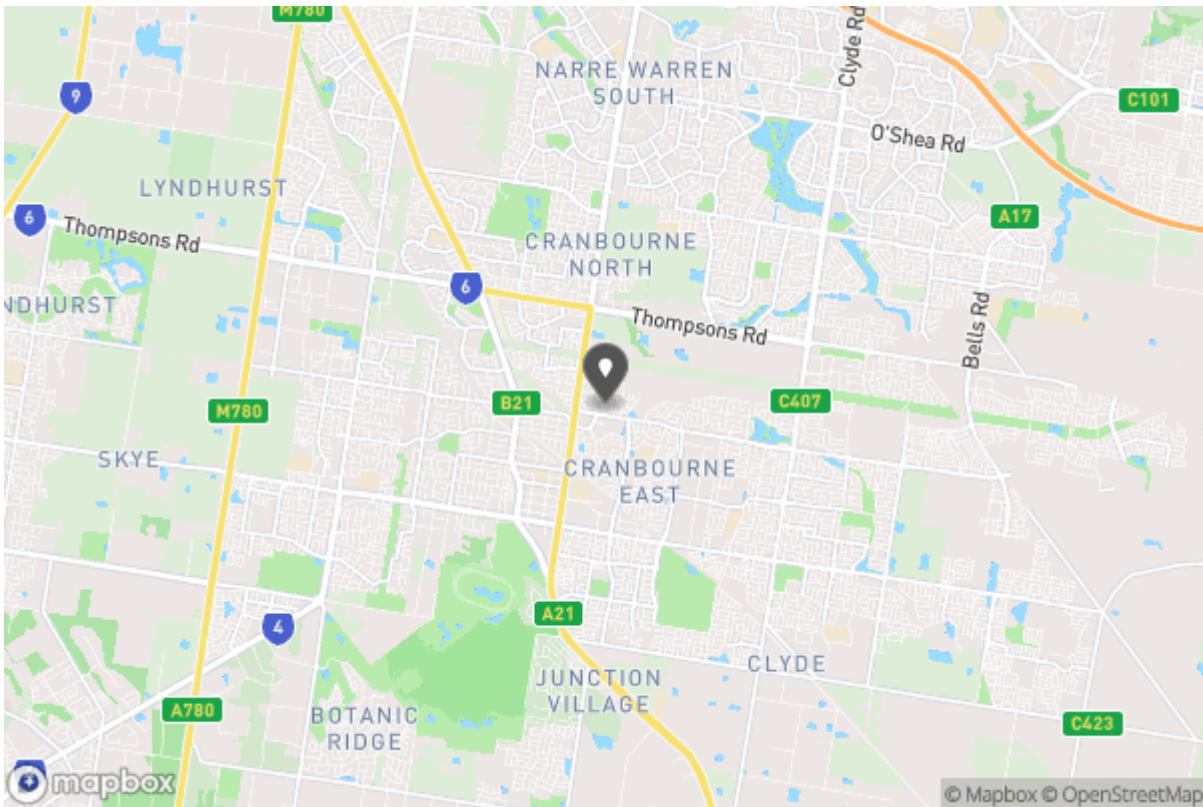 M780
9
NARRE WARREN
SOUTH
Clyde Rd
C101
O'Shea Rd
LYNDHURST
6
Thompsons Rd
A17
CRANBOURNE
NORTH
6
NDHURST
Thompsons Rd
Bells Rd
M780
B21
C407
SKYE
CRANBOURNE
EAST
A21
4
CLYDE
JUNCTION
VILLAGE
A780
BOTANIC
RIDGE
C423
mapbox
© Mapbox © OpenStreetMap